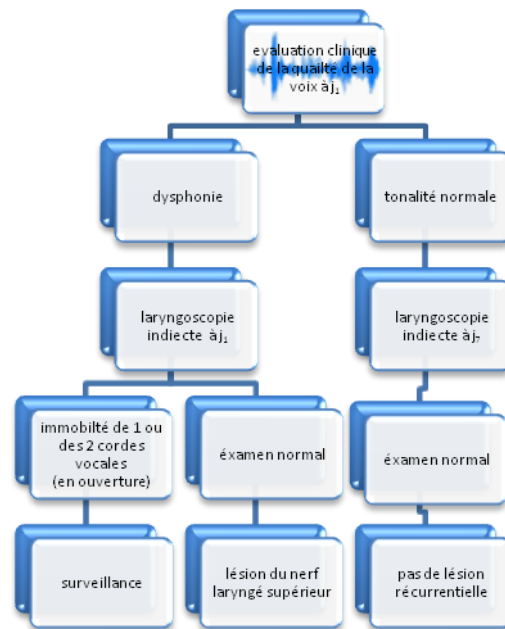 evaluation clinique
de la quailté de la
voix à j₁
dysphonie
tonalité normale
laryngoscopie
indiecte à j₁
laryngoscopie
indiecte à j₇
immobilté de 1 ou
des 2 cordes
vocales
(en ouverture)
éxamen normal
éxamen normal
surveillance
lésion du nerf
laryngé supérieur
pas de lésion
récurrentielle